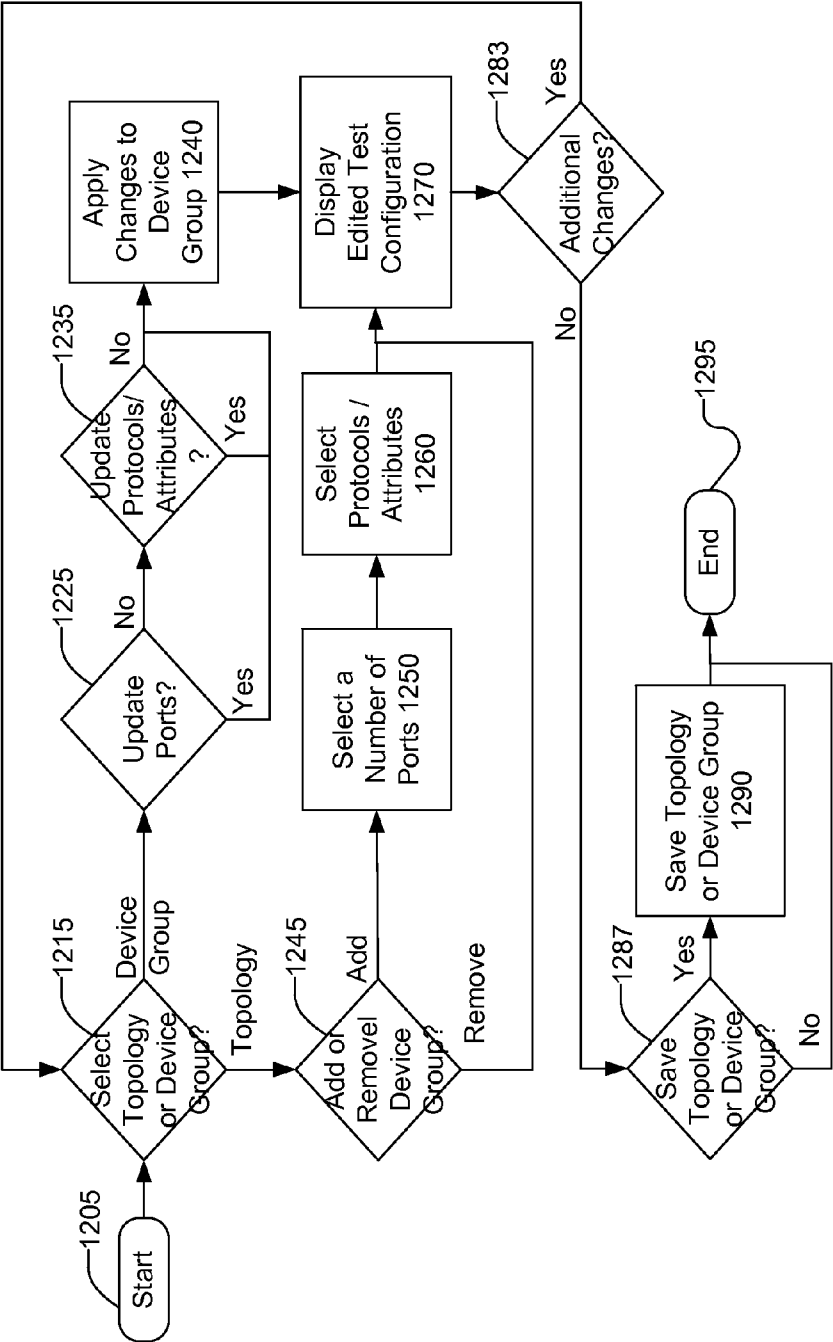 1205
Start
1215
Select
Topology
or Device
Group?
Device
Group
Topology
1225
Update
Ports?
No
Yes
1235
Update
Protocols/
Attributes
?
No
Yes
Apply
Changes to
Device
Group 1240
1245
Add or
Removel
Device
Group?
Add
Remove
Select a
Number of
Ports 1250
Select
Protocols /
Attributes
1260
Display
Edited Test
Configuration
1270
1283
Additional
Changes?
Yes
No
1287
Save
Topology
or Device
Group?
Yes
No
Save Topology
or Device Group
1290
End
1295